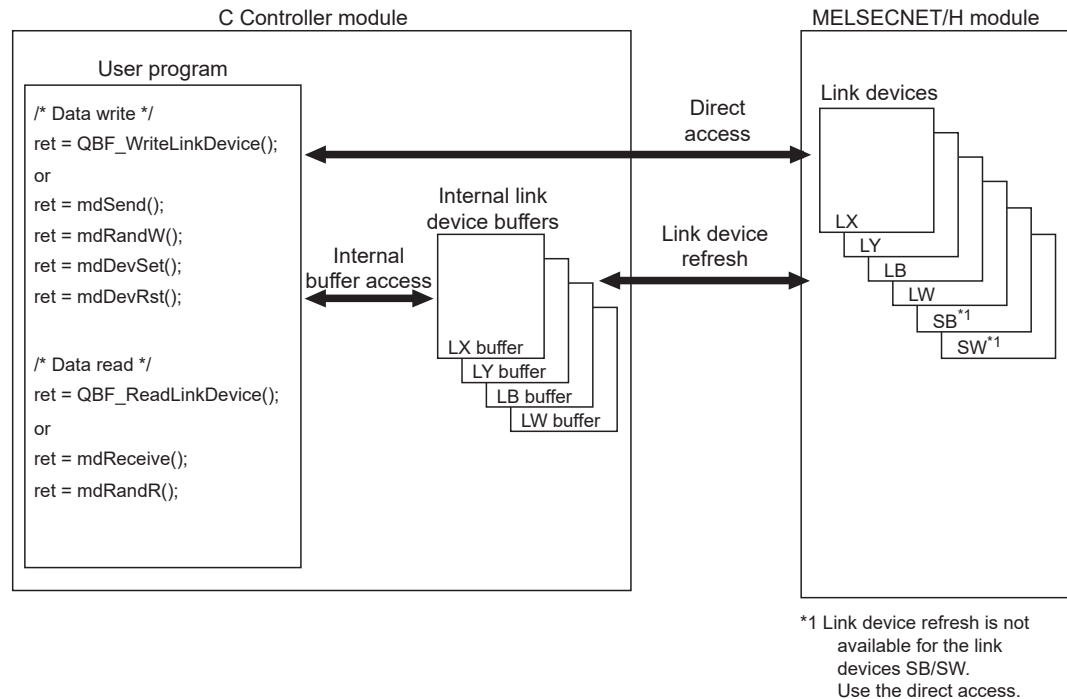 C Controller module
MELSECNET/H module
User program
/* Data write */
ret = QBF_WriteLinkDevice();
or
ret = mdSend();
ret = mdRandW();
ret = mdDevSet();
ret = mdDevRst();
/* Data read */
ret = QBF_ReadLinkDevice();
or
ret = mdReceive();
ret = mdRandR();
Direct
access
Internal
buffer access
Internal link
device buffers
LX buffer
LY buffer
LB buffer
LW buffer
Link device
refresh
Link devices
LX
LY
LB
LW
SB*1
SW*1
*1 Link device refresh is not
available for the link
devices SB/SW.
Use the direct access.